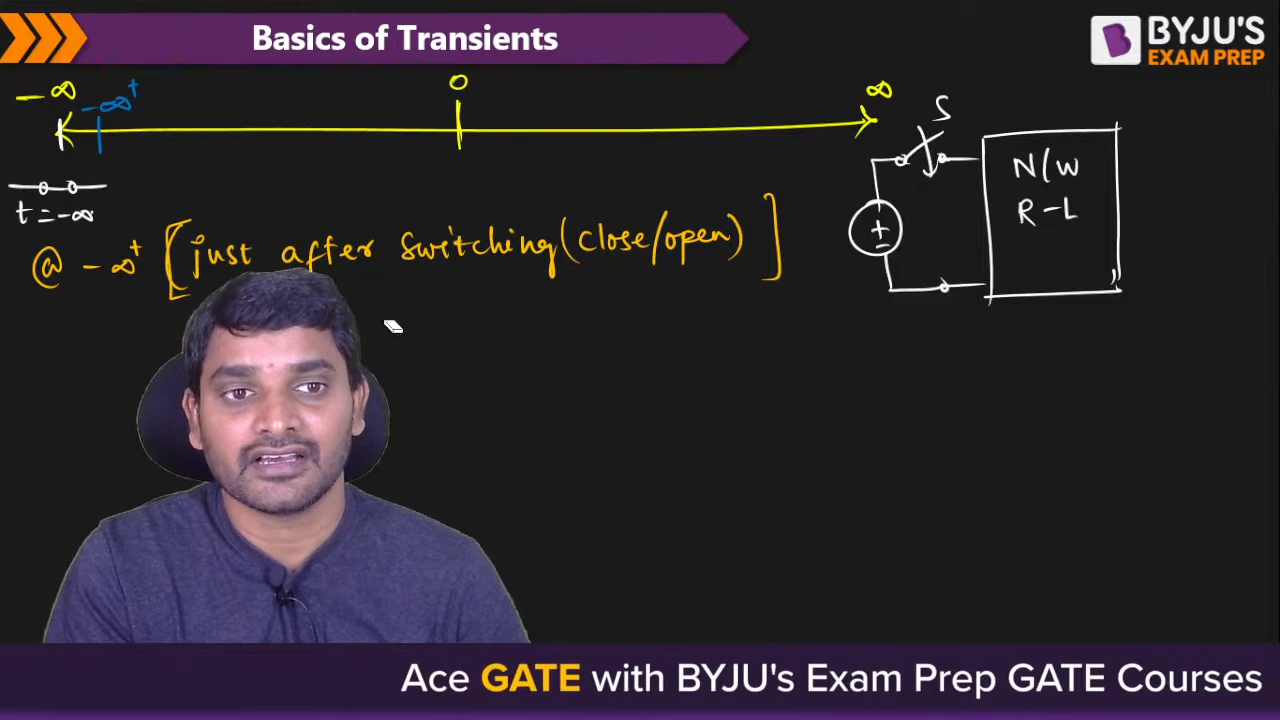 Basics of Transients
BYJU'S
EXAM PREP
-∞
-∞⁺
0
∞
S
N/W
R-L
+
-
t=-∞
@ -∞⁺ [just after switching(close/open)]
Ace GATE with BYJU's Exam Prep GATE Courses